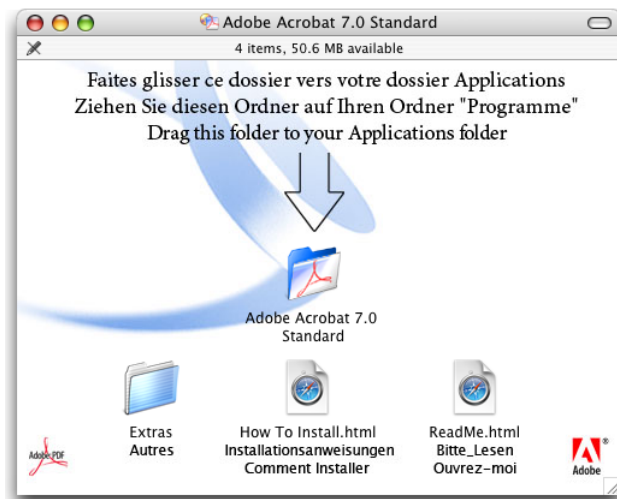 Adobe Acrobat 7.0 Standard
4 items, 50.6 MB available
Faites glisser ce dossier vers votre dossier Applications
Ziehen Sie diesen Ordner auf Ihren Ordner "Programme"
Drag this folder to your Applications folder
Adobe Acrobat 7.0
Standard
Extras
Autres
How To Install.html
Installationsanweisungen
Comment Installer
ReadMe.html
Bitte_Lesen
Ouvrez-moi
Adobe PDF
Adobe®